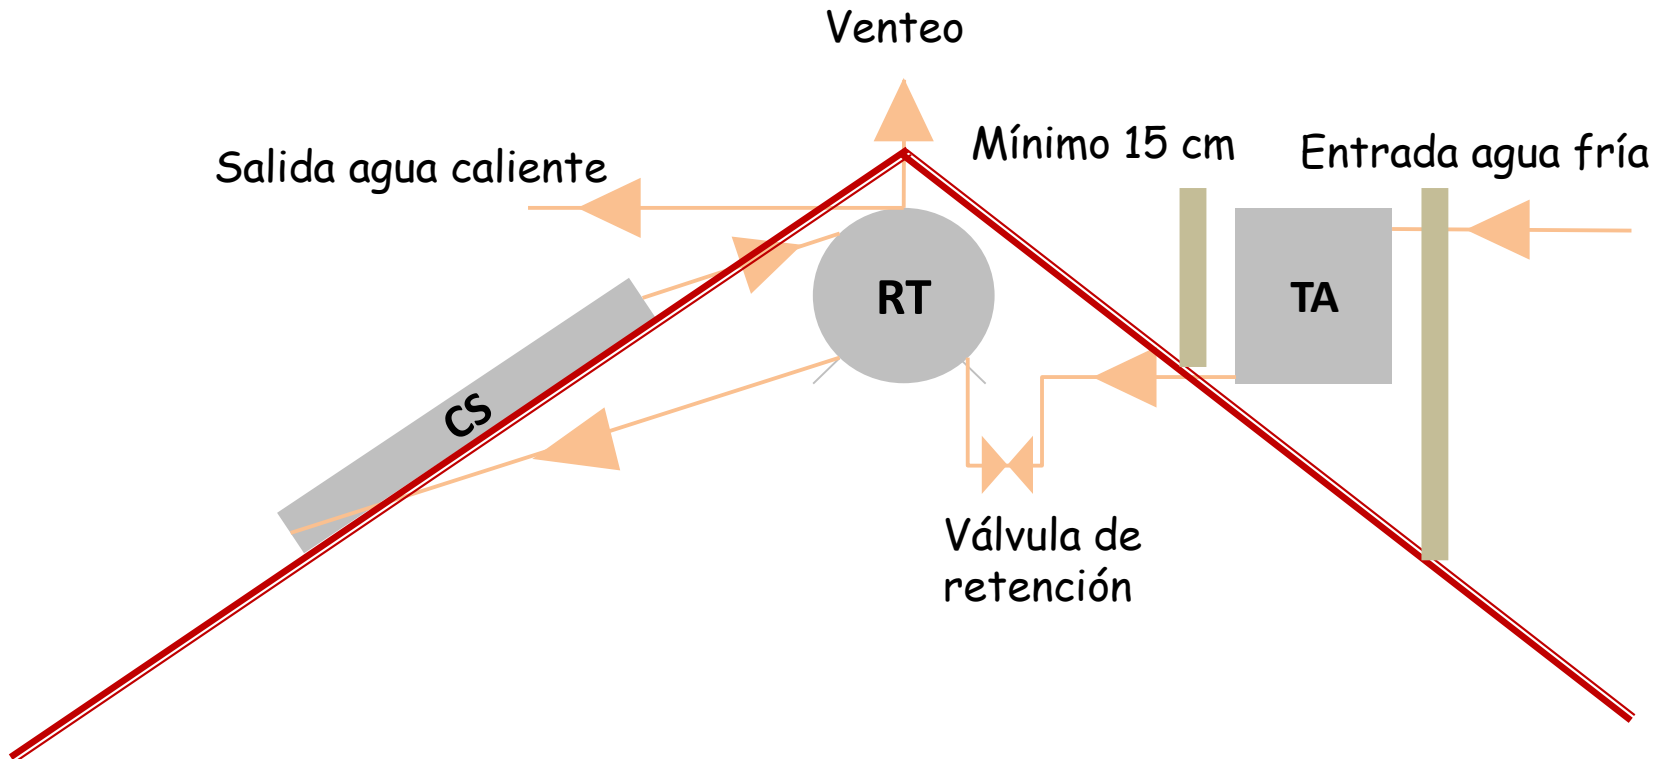 Venteo
Mínimo 15 cm
Entrada agua fría
Salida agua caliente
RT
TA
CS
Válvula de
retención